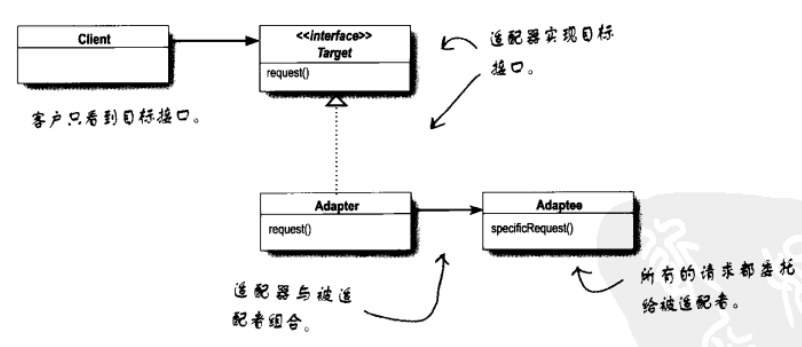 Client
<<interface>>
Target
request()
适配器实现目标
接口。
客户只看到目标接口。
Adapter
request()
Adaptee
specificRequest()
适配器与被适
配者组合。
所有的请求都委托
给被适配者。